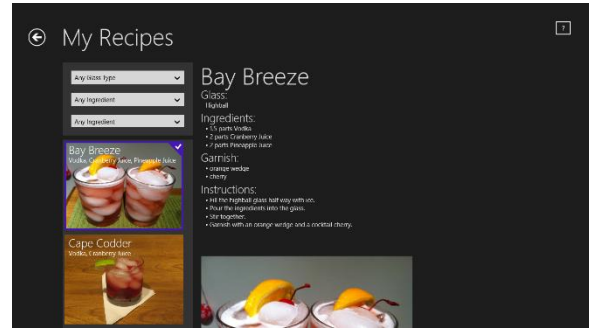 My Recipes
?
Any Glass Type
Any Ingredient
Any Ingredient
Bay Breeze
Vodka, Cranberry Juice, Pineapple Juice
Cape Codder
Vodka, Cranberry Juice
Bay Breeze
Glass:
Highball
Ingredients:
• 1.5 parts Vodka
• 2 parts Cranberry Juice
• 2 parts Pineapple Juice
Garnish:
• orange wedge
• cherry
Instructions:
• Fill the highball glass half way with ice.
• Pour the ingredients into the glass.
• Stir together.
• Garnish with an orange wedge and a cocktail cherry.